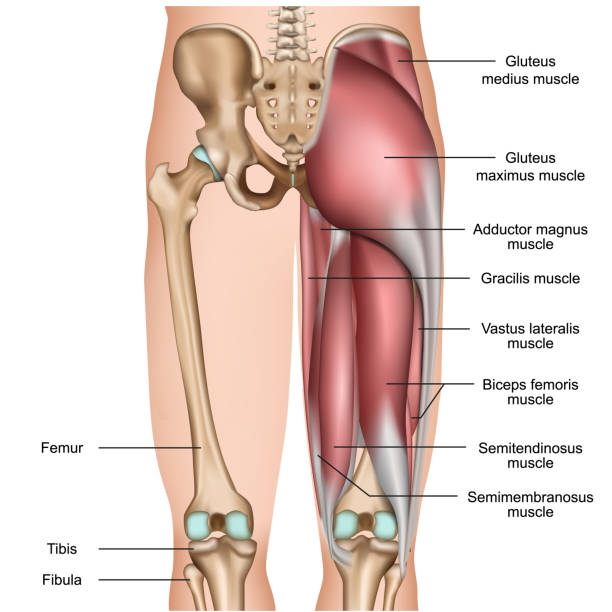 Gluteus
medius muscle
Gluteus
maximus muscle
Adductor magnus
muscle
Gracilis muscle
Vastus lateralis
muscle
Biceps femoris
muscle
Semitendinosus
muscle
Semimembranosus
muscle
Femur
Tibis
Fibula